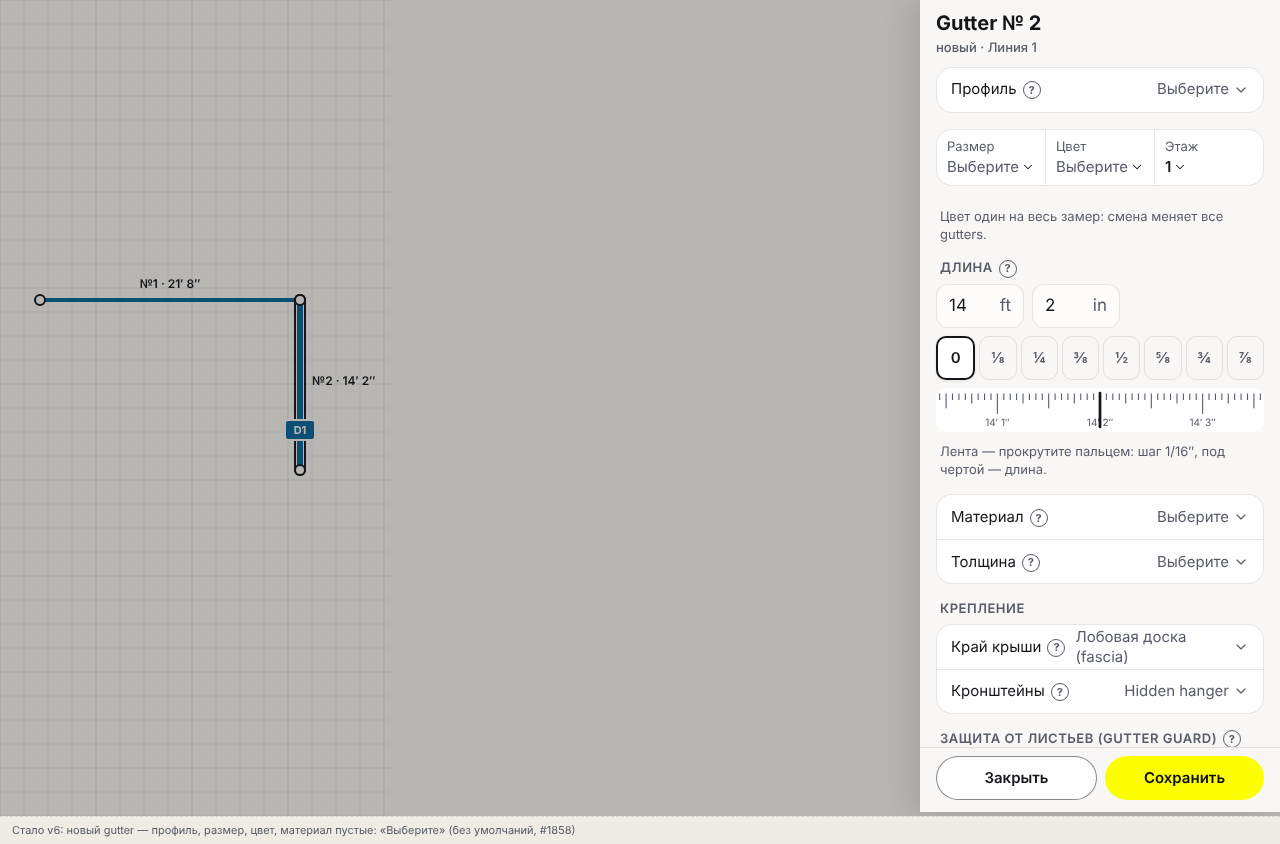 Gutter № 2
новый · Линия 1
Профиль ? Выберите
Размер Цвет Этаж
Выберите Выберите 1
Цвет один на весь замер: смена меняет все
gutters.
ДЛИНА ?
14 ft 2 in
0 ⅛ ¼ ⅜ ½ ⅝ ¾ ⅞
14′ 1″ 14′ 2″ 14′ 3″
Лента — прокрутите пальцем: шаг 1/16″, под
чертой — длина.
Материал ? Выберите
Толщина ? Выберите
КРЕПЛЕНИЕ
Край крыши ? Лобовая доска
(fascia)
Кронштейны ? Hidden hanger
ЗАЩИТА ОТ ЛИСТЬЕВ (GUTTER GUARD) ?
Закрыть Сохранить
№1 · 21′ 8″
№2 · 14′ 2″
D1
Стало v6: новый gutter — профиль, размер, цвет, материал пустые: «Выберите» (без умолчаний, #1858)